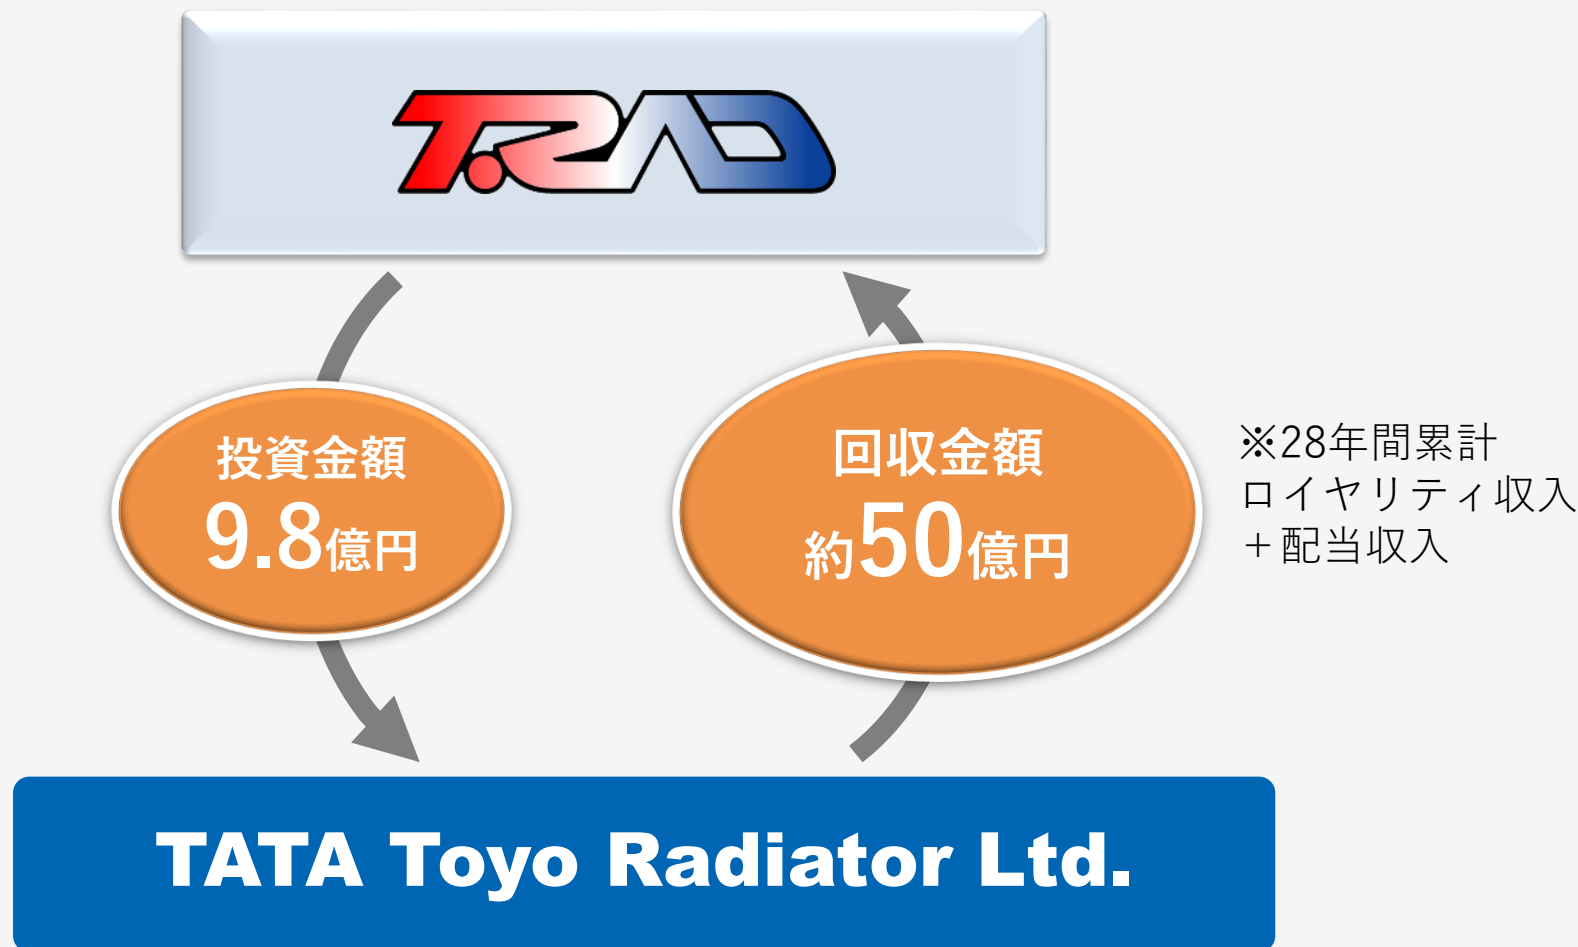 T.RAD
投資金額
9.8億円
回収金額
約50億円
※28年間累計
ロイヤリティ収入
＋配当収入
TATA Toyo Radiator Ltd.